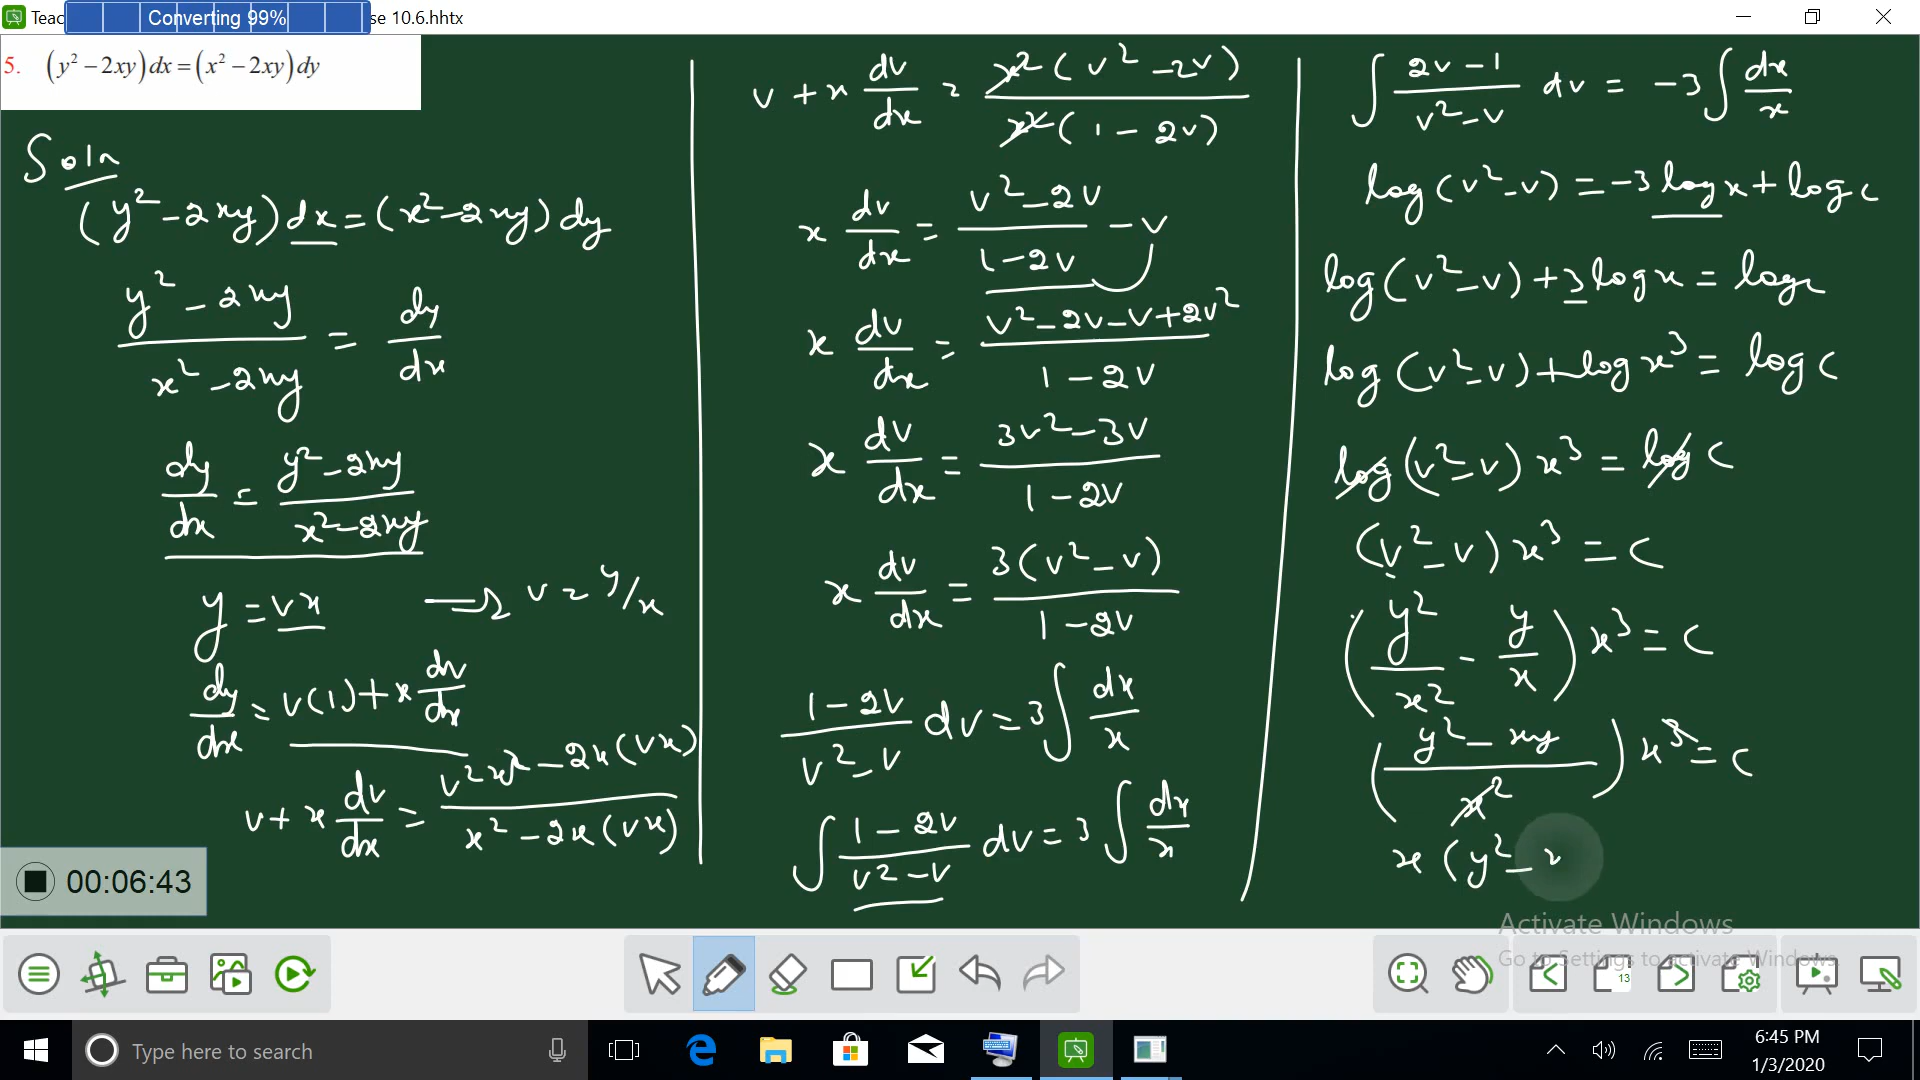 Teac
Converting 99%
se 10.6.hhtx
5. (y² − 2xy) dx = (x² − 2xy) dy
Soln
(y² − 2xy) dx = (x² − 2xy) dy
(y² − 2xy)/(x² − 2xy) = dy/dx
dy/dx = (y² − 2xy)/(x² − 2xy)
y = vx → v = y/x
dy/dx = v(1) + x dv/dx
v + x dv/dx = (v²x² − 2x(vx))/(x² − 2x(vx))
v + x dv/dx = x²(v² − 2v)/x²(1 − 2v)
x dv/dx = (v² − 2v)/(1 − 2v) − v
x dv/dx = (v² − 2v − v + 2v²)/(1 − 2v)
x dv/dx = (3v² − 3v)/(1 − 2v)
x dv/dx = 3(v² − v)/(1 − 2v)
(1 − 2v)/(v² − v) dv = 3∫ dx/x
∫ (1 − 2v)/(v² − v) dv = 3∫ dx/x
∫ (2v − 1)/(v² − v) dv = −3∫ dx/x
log(v² − v) = −3 log x + log c
log(v² − v) + 3 log x = log c
log(v² − v) + log x³ = log c
log(v² − v) x³ = log c
(v² − v) x³ = c
(y²/x² − y/x) x³ = c
((y² − xy)/x²) x³ = c
x (y² − x
00:06:43
Activate Windows
Go to Settings to activate Windows.
13
Type here to search
6:45 PM
1/3/2020